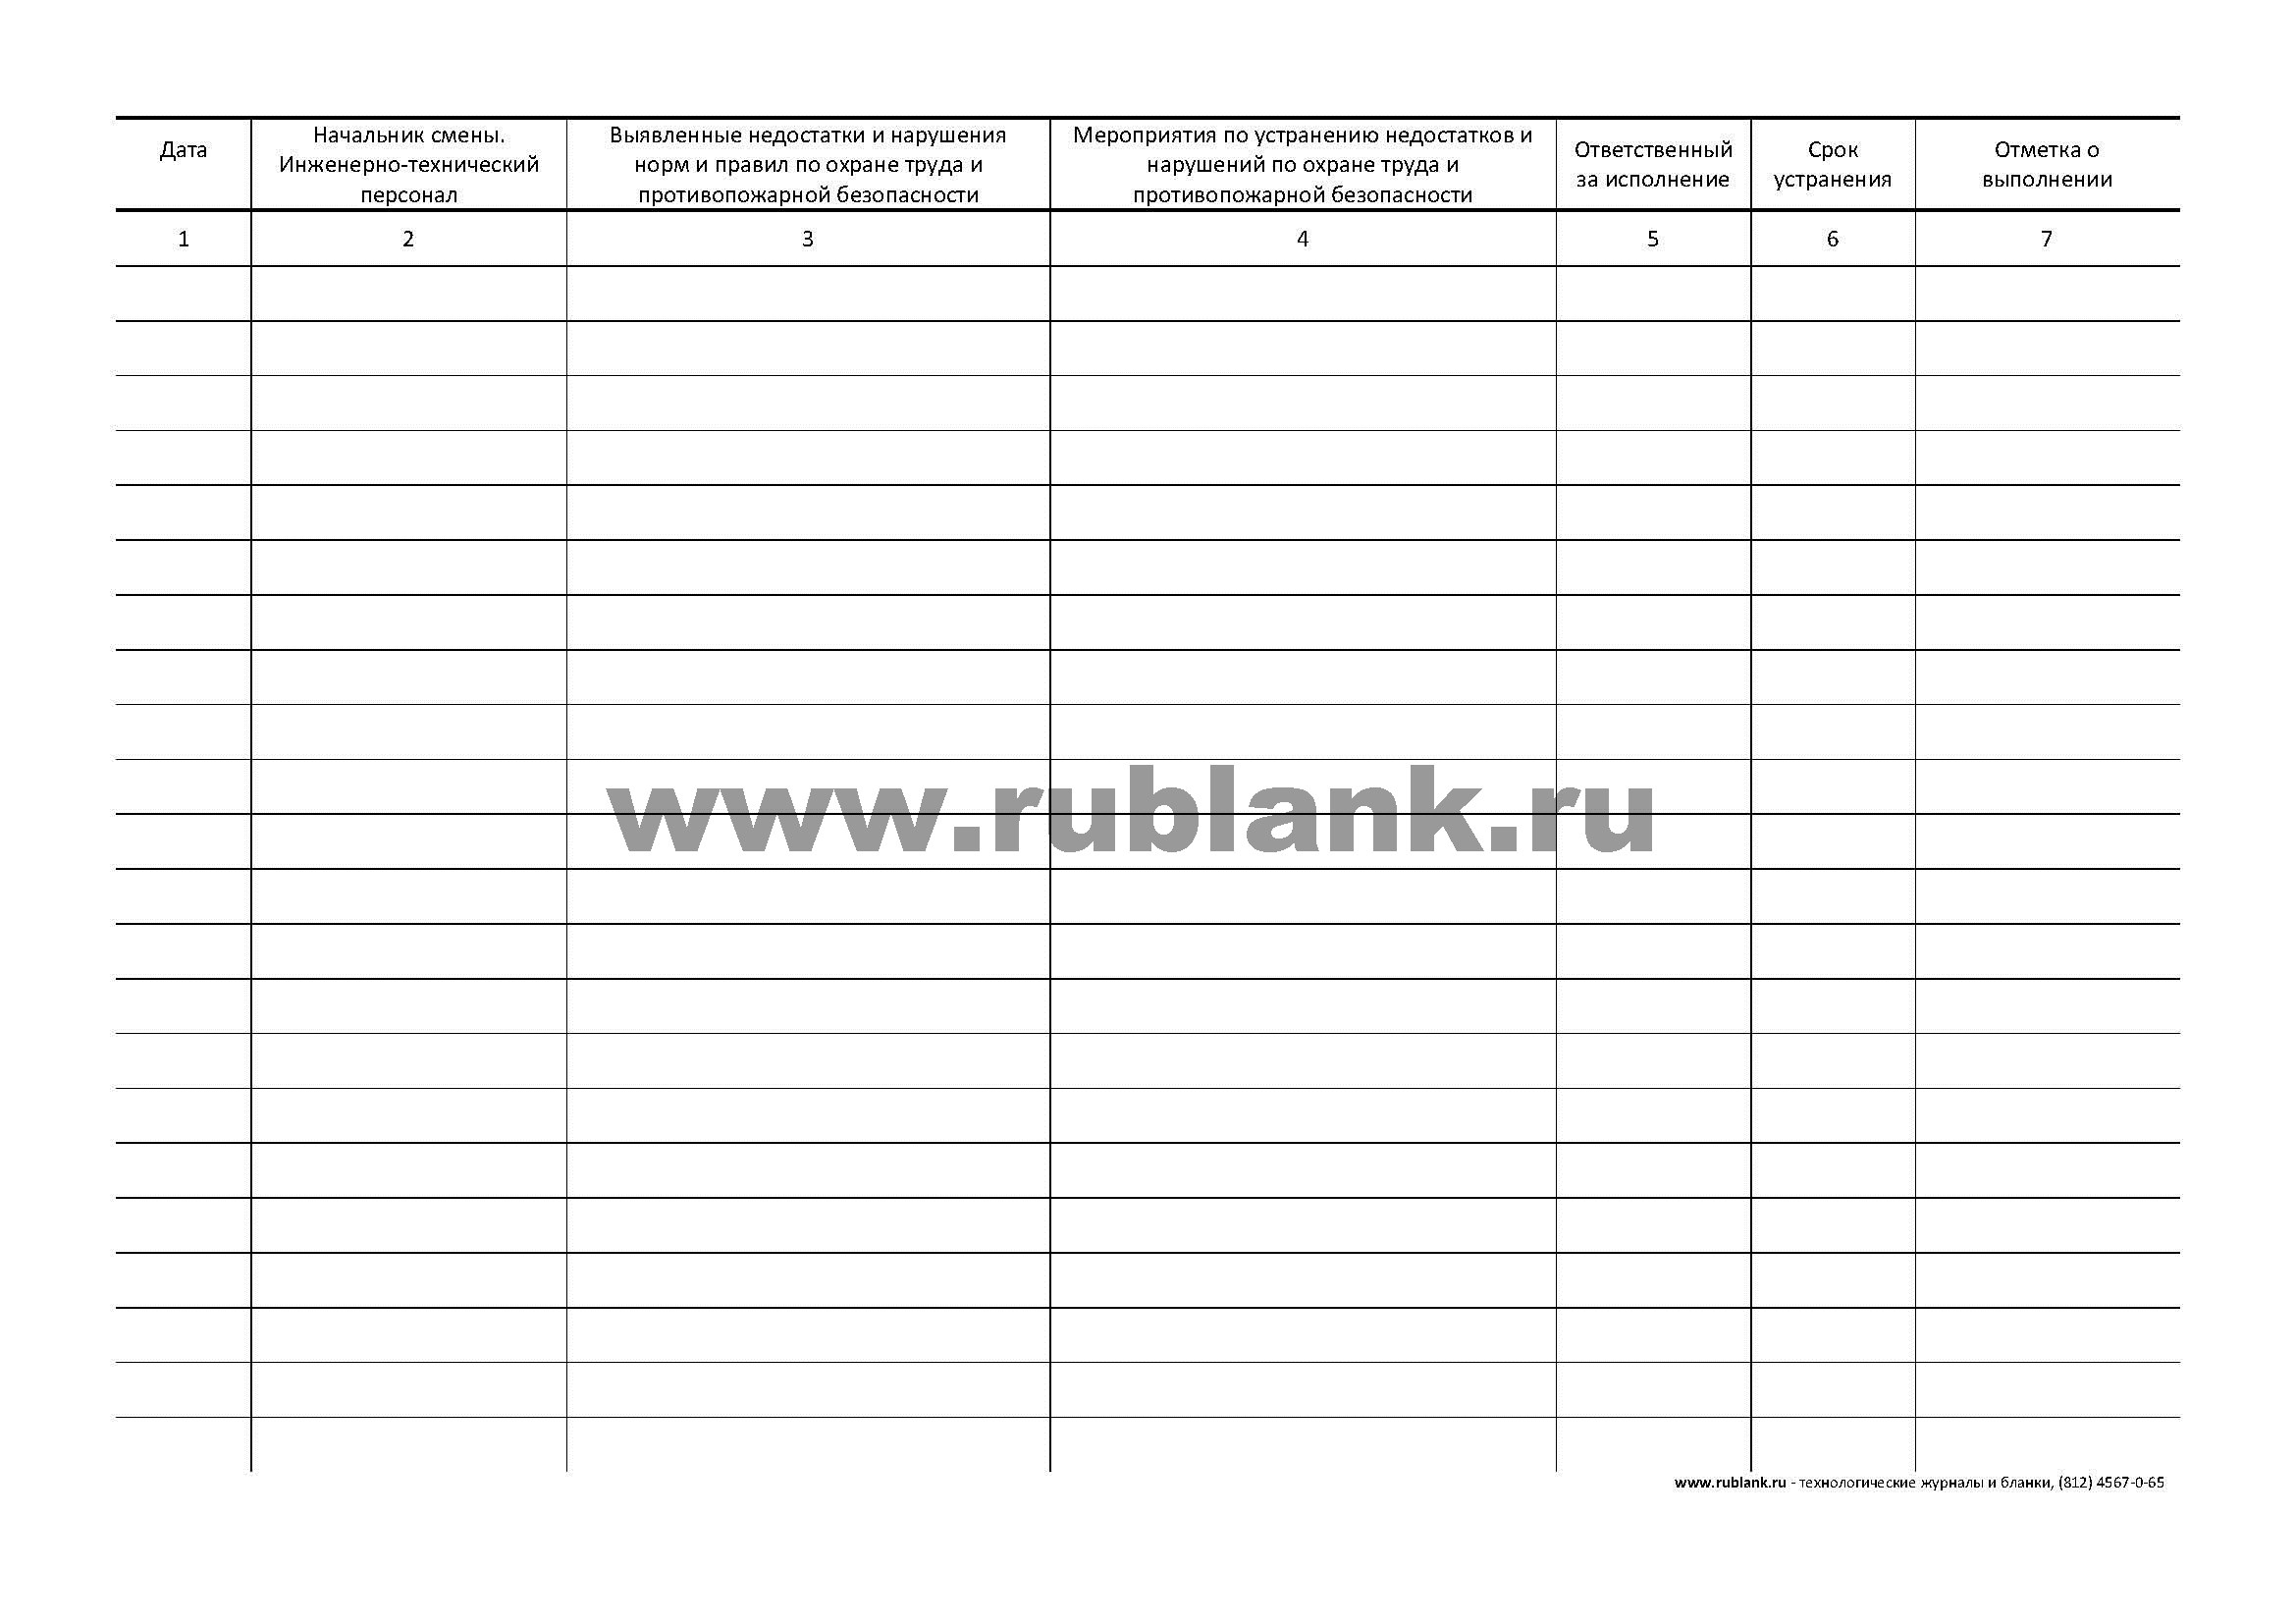 Дата
Начальник смены.
Инженерно-технический
персонал
Выявленные недостатки и нарушения
норм и правил по охране труда и
противопожарной безопасности
Мероприятия по устранению недостатков и
нарушений по охране труда и
противопожарной безопасности
Ответственный
за исполнение
Срок
устранения
Отметка о
выполнении
1 2 3 4 5 6 7
www.rublank.ru
www.rublank.ru - технологические журналы и бланки, (812) 4567-0-65